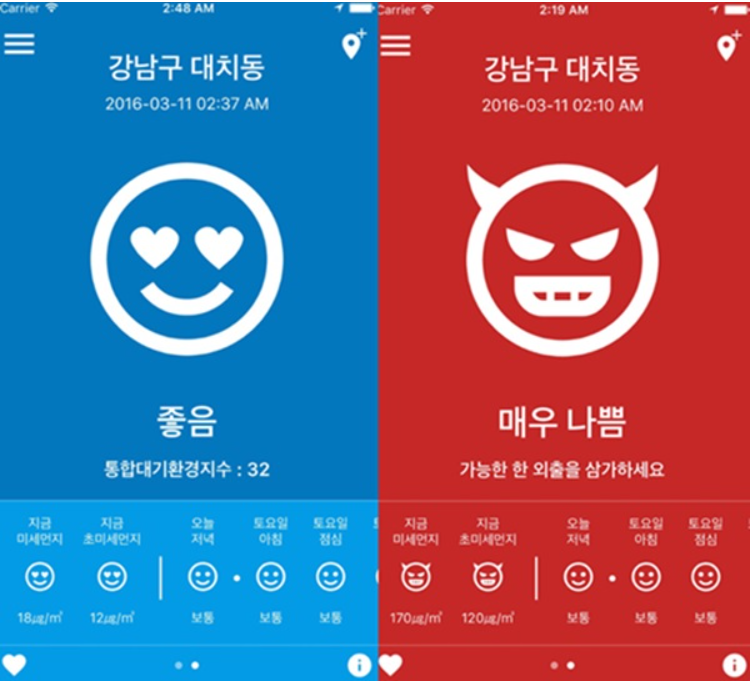 Carrier 2:48 AM
강남구 대치동
2016-03-11 02:37 AM
좋음
통합대기환경지수 : 32
지금 지금 오늘 토요일 토요일
미세먼지 초미세먼지 저녁 아침 점심
18㎍/㎥ 12㎍/㎥ 보통 보통 보통
Carrier 2:19 AM
강남구 대치동
2016-03-11 02:10 AM
매우 나쁨
가능한 한 외출을 삼가하세요
지금 지금 오늘 토요일 토요일
미세먼지 초미세먼지 저녁 아침 점심
170㎍/㎥ 120㎍/㎥ 보통 보통 보통